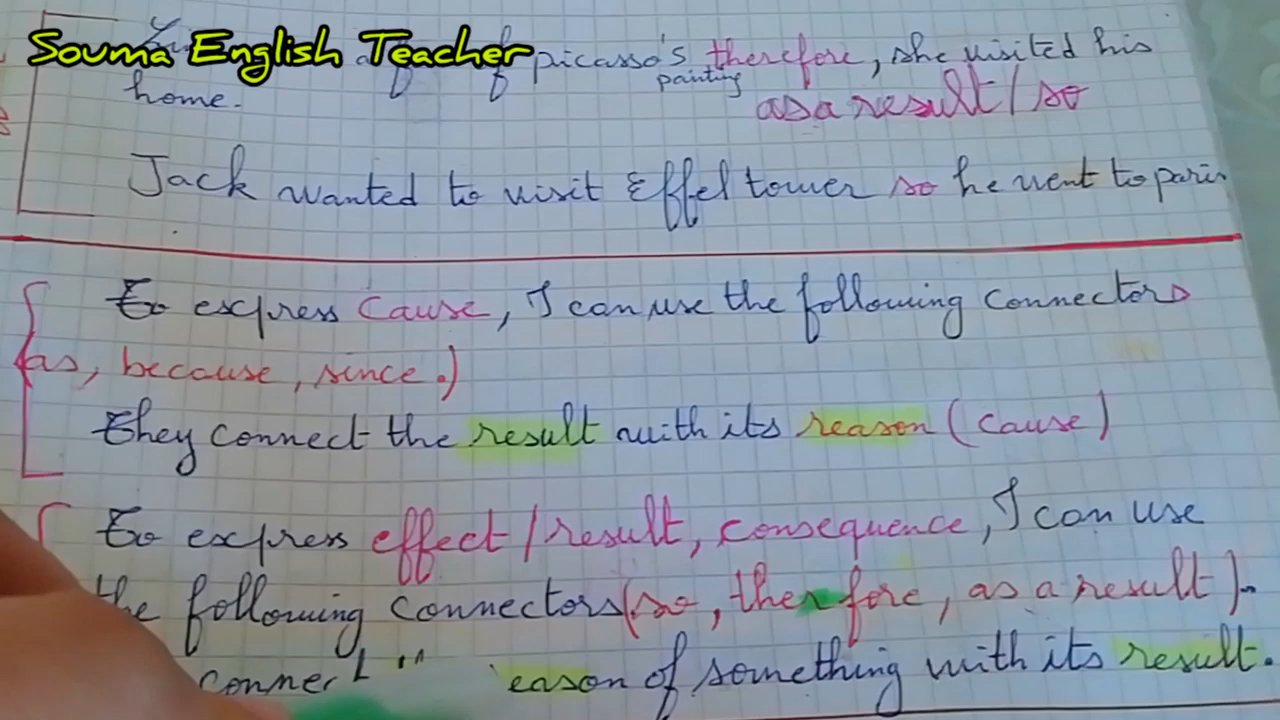 Souma English Teacher
picasso's therefore, she visited his
painting
home.
as a result / so
Jack wanted to visit Effel tower so he went to paris
To express Cause, I can use the following connectors
(as, because, since.)
They connect the result with its reason (cause)
To express effect / result, consequence, I can use
the following connectors (so, therefore, as a result).
connect eason of something with its result.